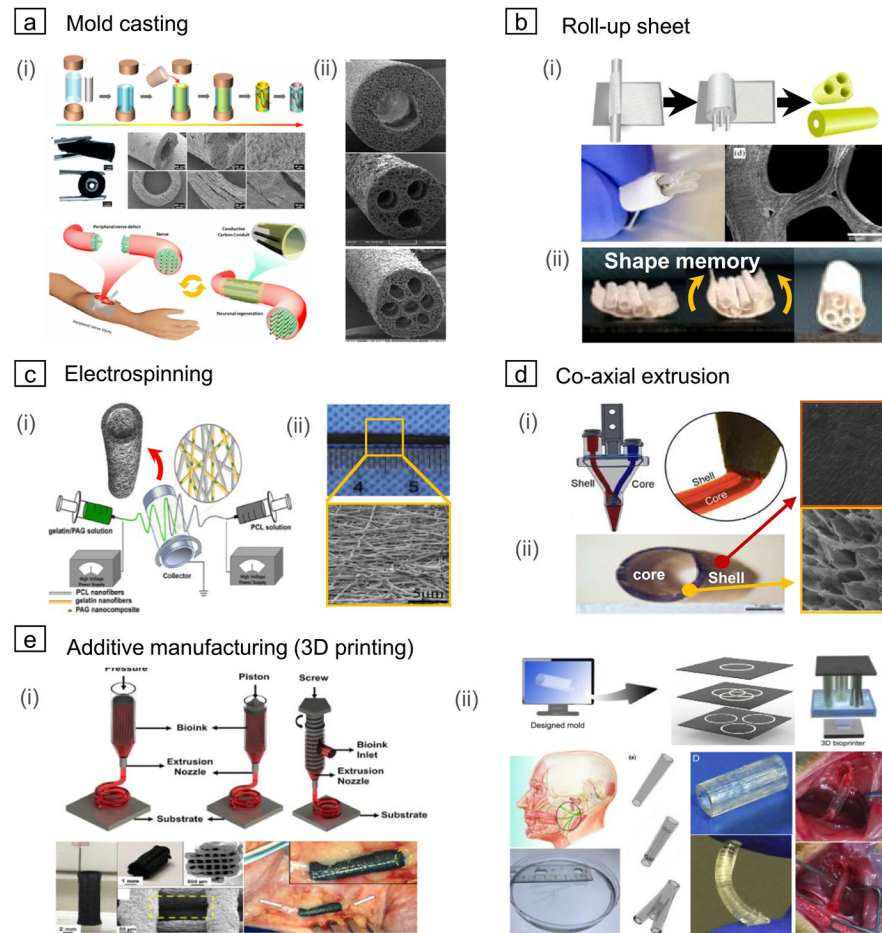 a Mold casting
(i)
(ii)
Peripheral nerve defect
Nerve
Conductive
Carbon Conduit
Peripheral nerve injury
Neuronal regeneration
b Roll-up sheet
(i)
(d)
(ii)
Shape memory
c Electrospinning
(i)
(ii)
gelatin/PAG solution
PCL solution
High Voltage
Power Supply
High Voltage
Power Supply
Collector
PCL nanofibers
gelatin nanofibers
PAG nanocomposite
4 5
5μm
d Co-axial extrusion
(i)
Shell Core
Shell
Core
(ii)
core Shell
e Additive manufacturing (3D printing)
(i)
Pressure
Piston
Screw
Bioink
Bioink
Inlet
Extrusion
Nozzle
Extrusion
Nozzle
Substrate
Substrate
1 mm
500 μm
2 mm
50 μm
(ii)
Designed mold
3D bioprinter
(e)
D